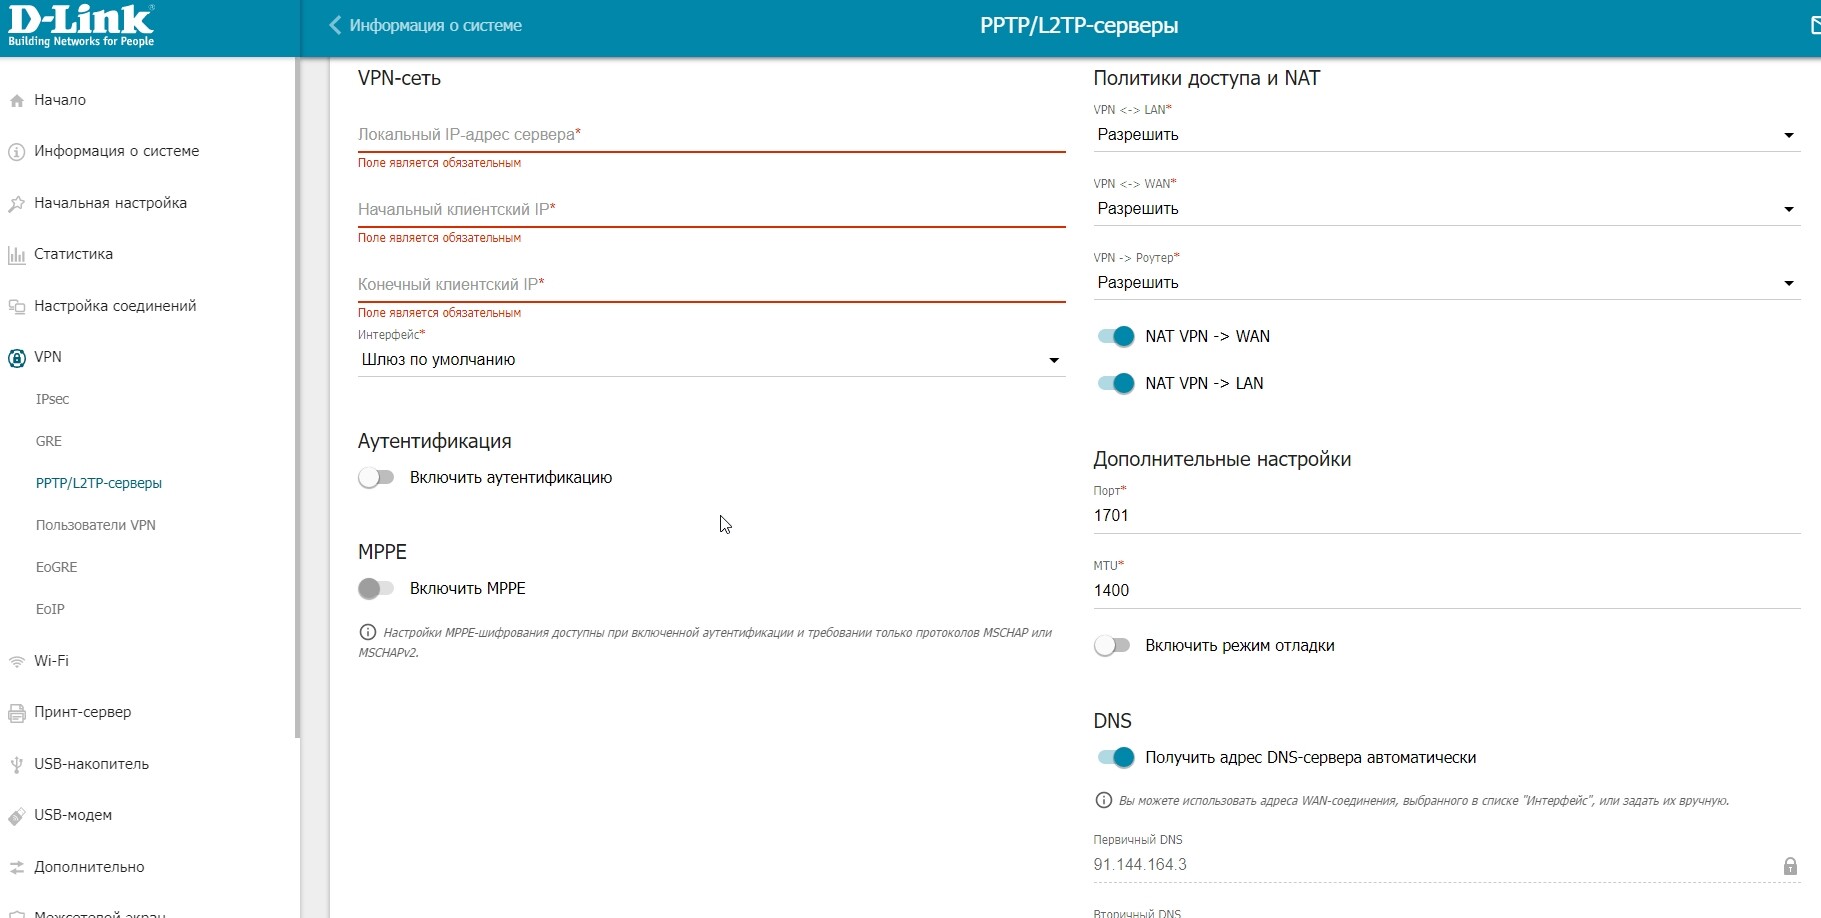 D-Link
Building Networks for People
Информация о системе
PPTP/L2TP-серверы
Начало
Информация о системе
Начальная настройка
Статистика
Настройка соединений
VPN
IPsec
GRE
PPTP/L2TP-серверы
Пользователи VPN
EoGRE
EoIP
Wi-Fi
Принт-сервер
USB-накопитель
USB-модем
Дополнительно
Межсетевой экран
VPN-сеть
Локальный IP-адрес сервера*
Поле является обязательным
Начальный клиентский IP*
Поле является обязательным
Конечный клиентский IP*
Поле является обязательным
Интерфейс*
Шлюз по умолчанию
Аутентификация
Включить аутентификацию
MPPE
Включить MPPE
Настройки MPPE-шифрования доступны при включенной аутентификации и требовании только протоколов MSCHAP или
MSCHAPv2.
Политики доступа и NAT
VPN <-> LAN*
Разрешить
VPN <-> WAN*
Разрешить
VPN -> Роутер*
Разрешить
NAT VPN -> WAN
NAT VPN -> LAN
Дополнительные настройки
Порт*
1701
MTU*
1400
Включить режим отладки
DNS
Получить адрес DNS-сервера автоматически
Вы можете использовать адреса WAN-соединения, выбранного в списке "Интерфейс", или задать их вручную.
Первичный DNS
91.144.164.3
Вторичный DNS